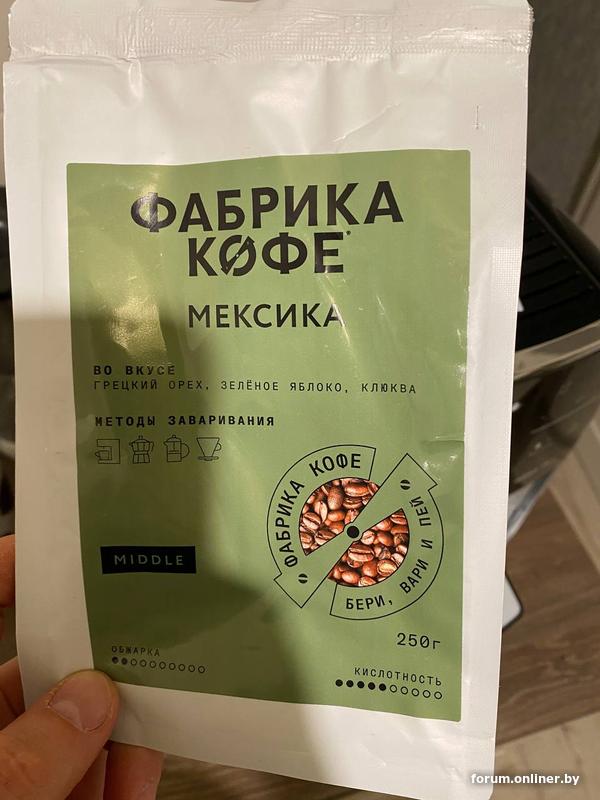 ФАБРИКА
КОФЕ
МЕКСИКА
ВО ВКУСЕ
ГРЕЦКИЙ ОРЕХ, ЗЕЛЁНОЕ ЯБЛОКО, КЛЮКВА
МЕТОДЫ ЗАВАРИВАНИЯ
ФАБРИКА КОФЕ
БЕРИ, ВАРИ И ПЕЙ
MIDDLE
250г
ОБЖАРКА
КИСЛОТНОСТЬ
forum.onliner.by